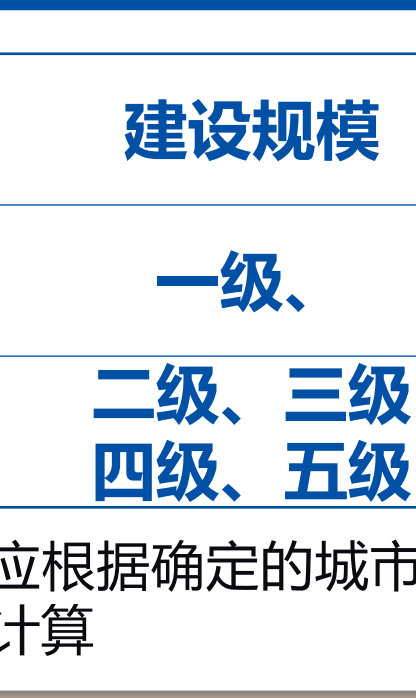 建设规模
一级、
二级、三级
四级、五级
应根据确定的城市
计算